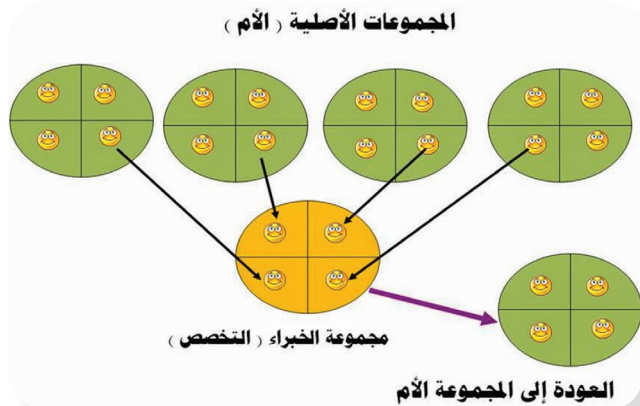 المجموعات الأصلية ( الأم )
مجموعة الخبراء ( التخصص )
العودة إلى المجموعة الأم